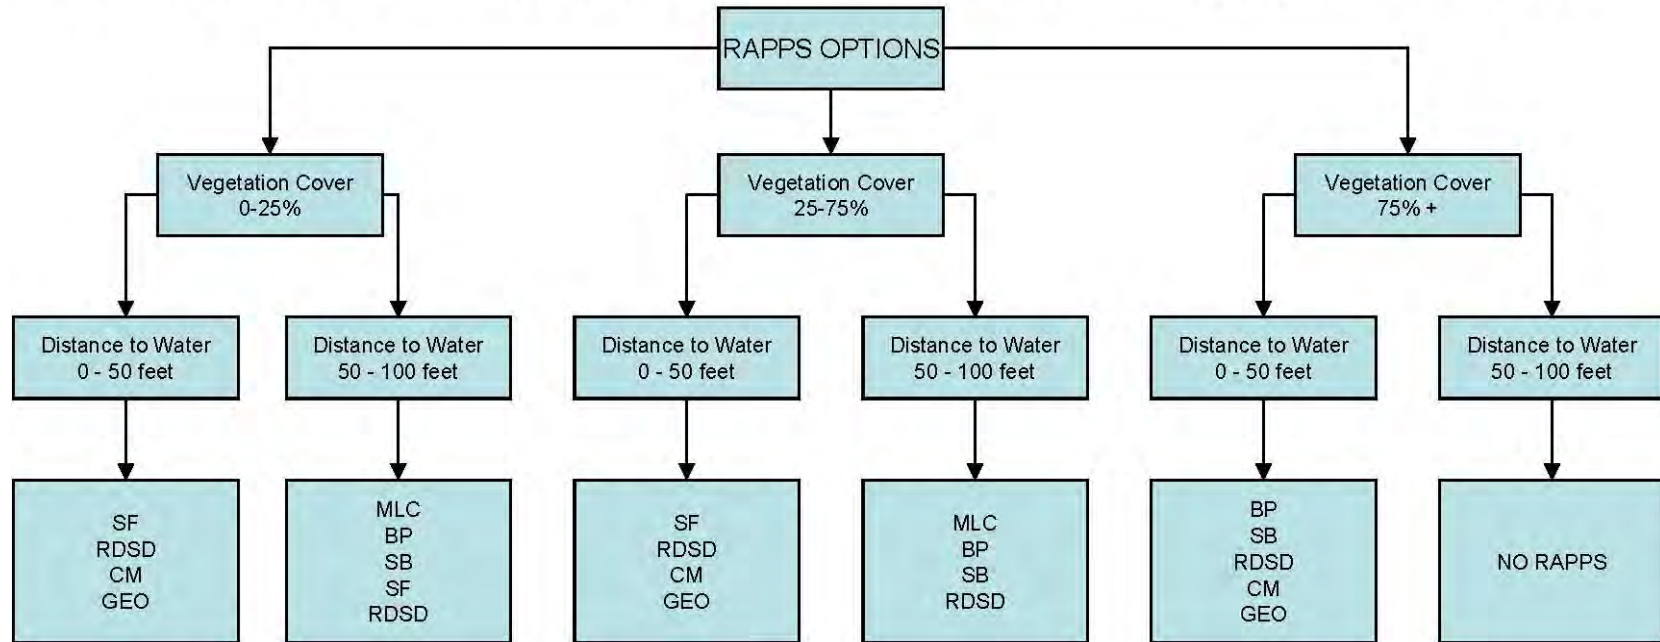 RAPPS OPTIONS
Vegetation Cover
0-25%
Vegetation Cover
25-75%
Vegetation Cover
75% +
Distance to Water
0 - 50 feet
Distance to Water
50 - 100 feet
Distance to Water
0 - 50 feet
Distance to Water
50 - 100 feet
Distance to Water
0 - 50 feet
Distance to Water
50 - 100 feet
SF
RDSD
CM
GEO
MLC
BP
SB
SF
RDSD
SF
RDSD
CM
GEO
MLC
BP
SB
RDSD
BP
SB
RDSD
CM
GEO
NO RAPPS